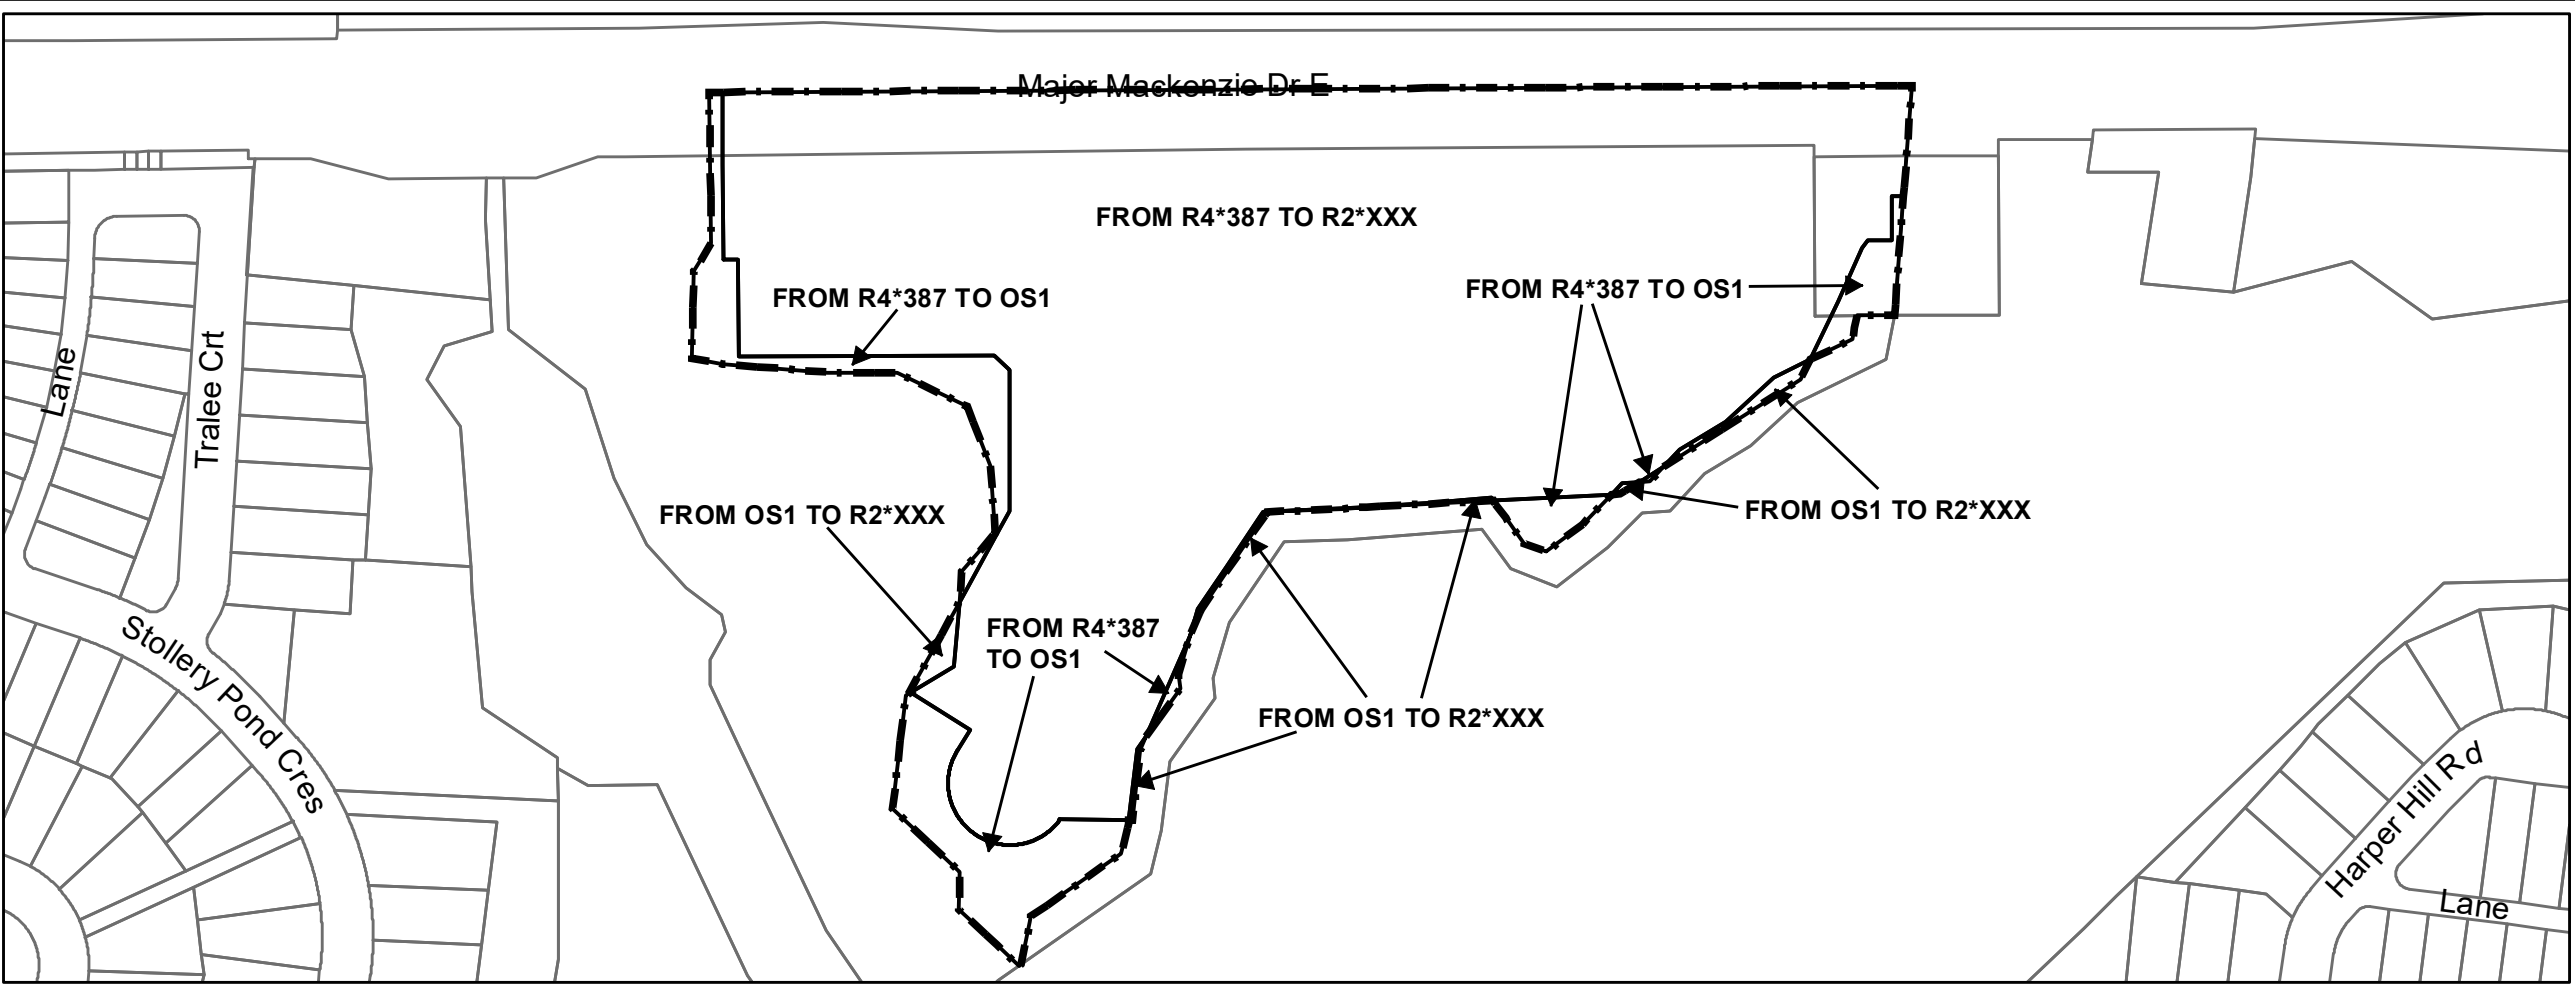 Major Mackenzie Dr E
FROM R4*387 TO R2*XXX
FROM R4*387 TO OS1
FROM R4*387 TO OS1
Lane
Tralee Crt
FROM OS1 TO R2*XXX
FROM OS1 TO R2*XXX
FROM R4*387
TO OS1
Stollery Pond Cres
FROM OS1 TO R2*XXX
Harper Hill Rd
Lane